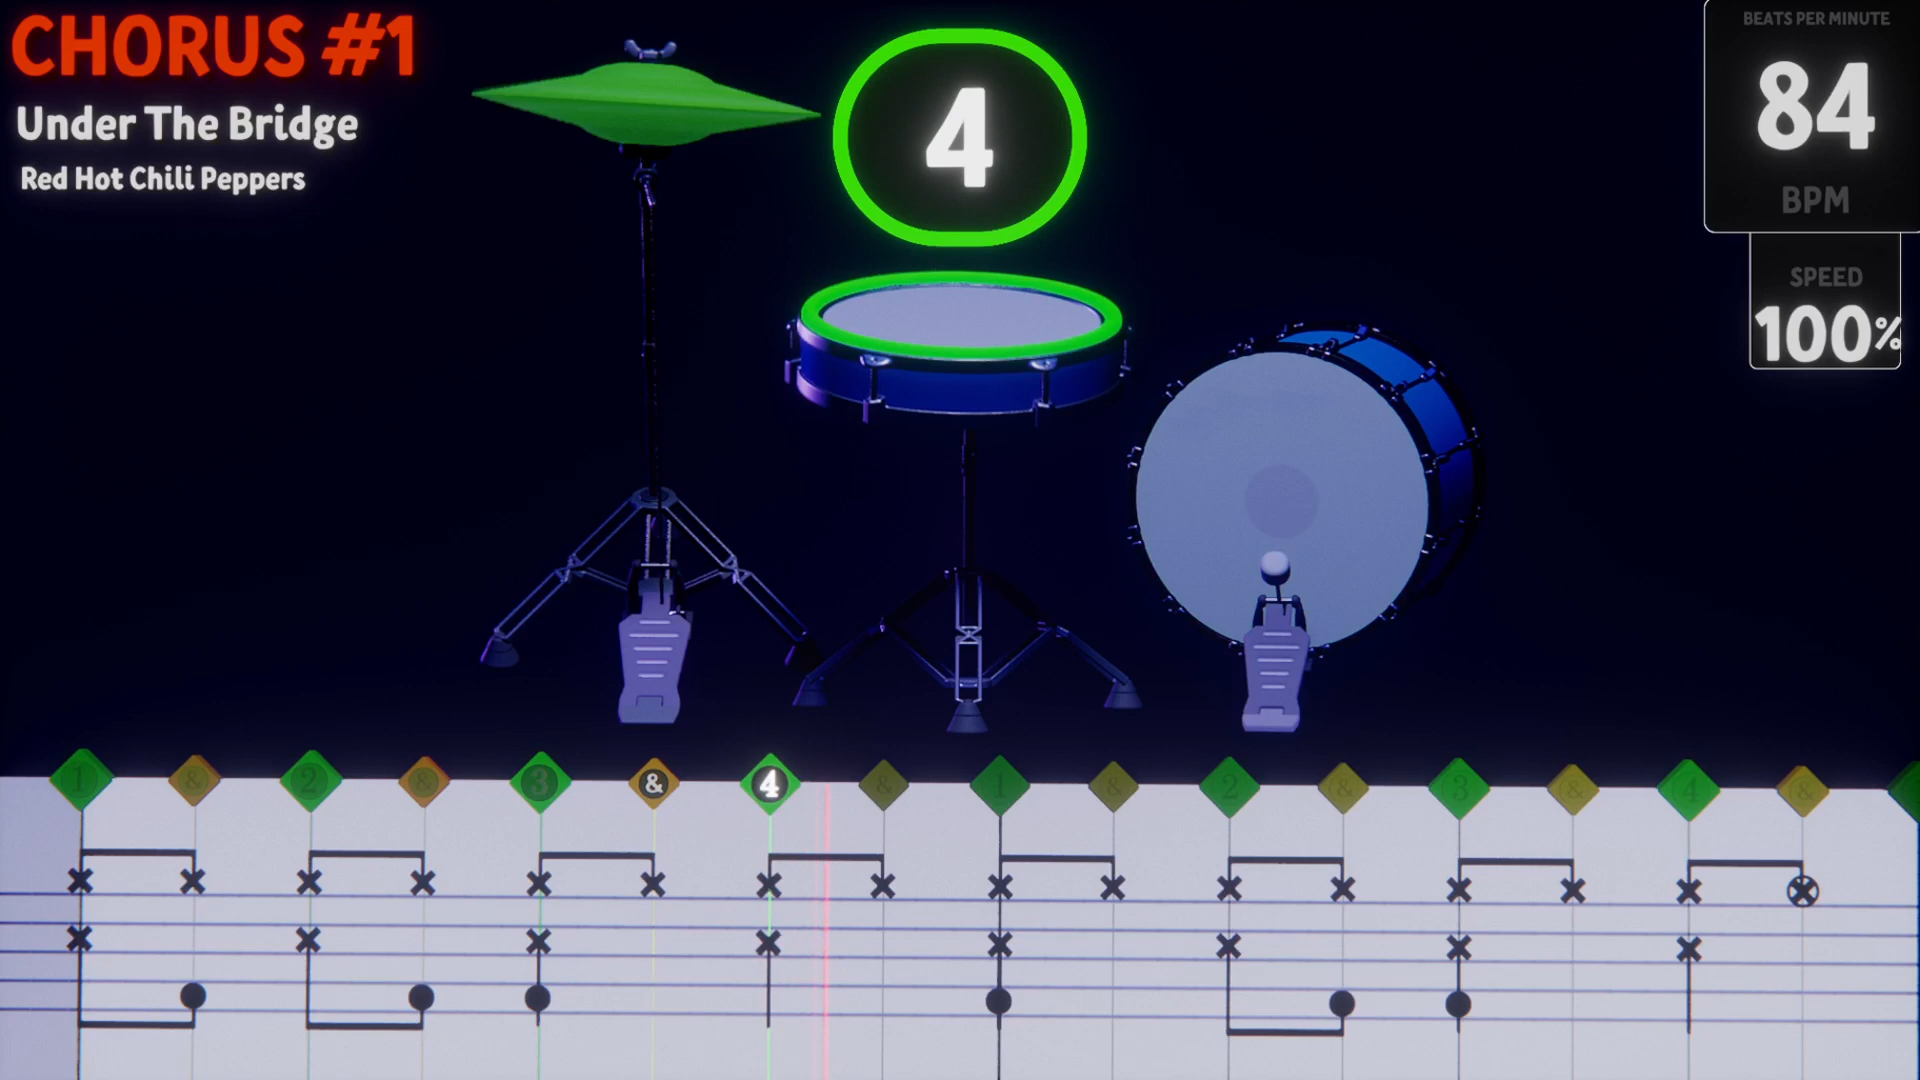 CHORUS #1
Under The Bridge
Red Hot Chili Peppers
4
BEATS PER MINUTE
84
BPM
SPEED
100%
1 & 2 & 3 & 4 & 1 & 2 & 3 & 4 &